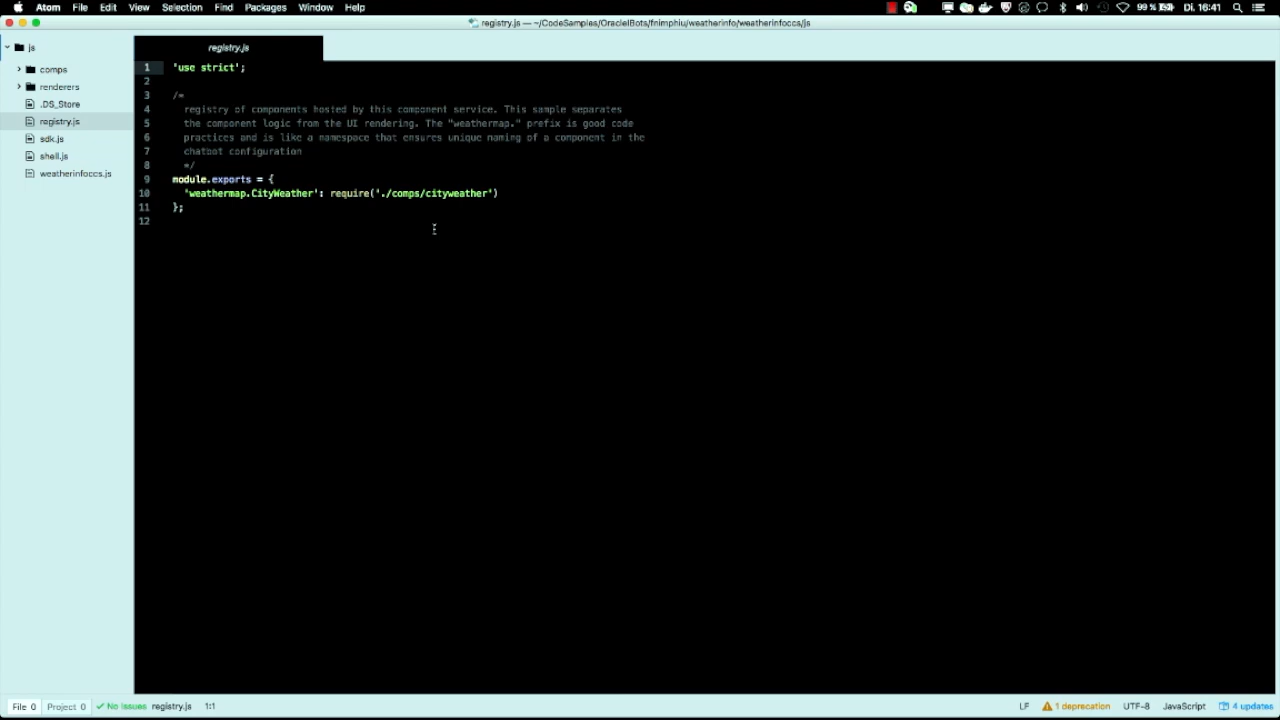 Atom File Edit View Selection Find Packages Window Help 99 % Di. 16:41
registry.js — ~/CodeSamples/OracleIBots/fnimphiu/weatherinfo/weatherinfoccs/js
js
comps
renderers
.DS_Store
registry.js
sdk.js
shell.js
weatherinfoccs.js
registry.js
1 'use strict';
2
3 /*
4 registry of components hosted by this component service. This sample separates
5 the component logic from the UI rendering. The "weathermap." prefix is good code
6 practices and is like a namespace that ensures unique naming of a component in the
7 chatbot configuration
8 */
9 module.exports = {
10 'weathermap.CityWeather': require('./comps/cityweather')
11 };
12
File 0 Project 0 No Issues registry.js 1:1 LF 1 deprecation UTF-8 JavaScript 4 updates